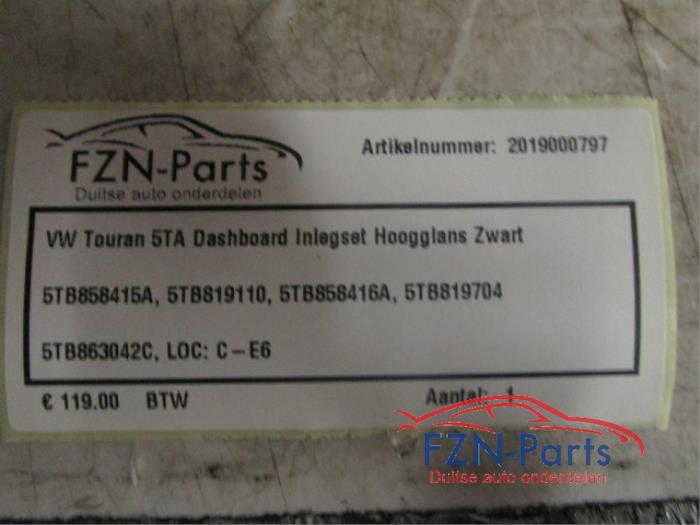 FZN-Parts
Duitse auto onderdelen
Artikelnummer: 2019000797
VW Touran 5TA Dashboard Inlegset Hoogglans Zwart
5TB858415A, 5TB819110, 5TB858416A, 5TB819704
5TB863042C, LOC: C-E6
€ 119.00 BTW
Aantal: 1
FZN-Parts
Duitse auto onderdelen